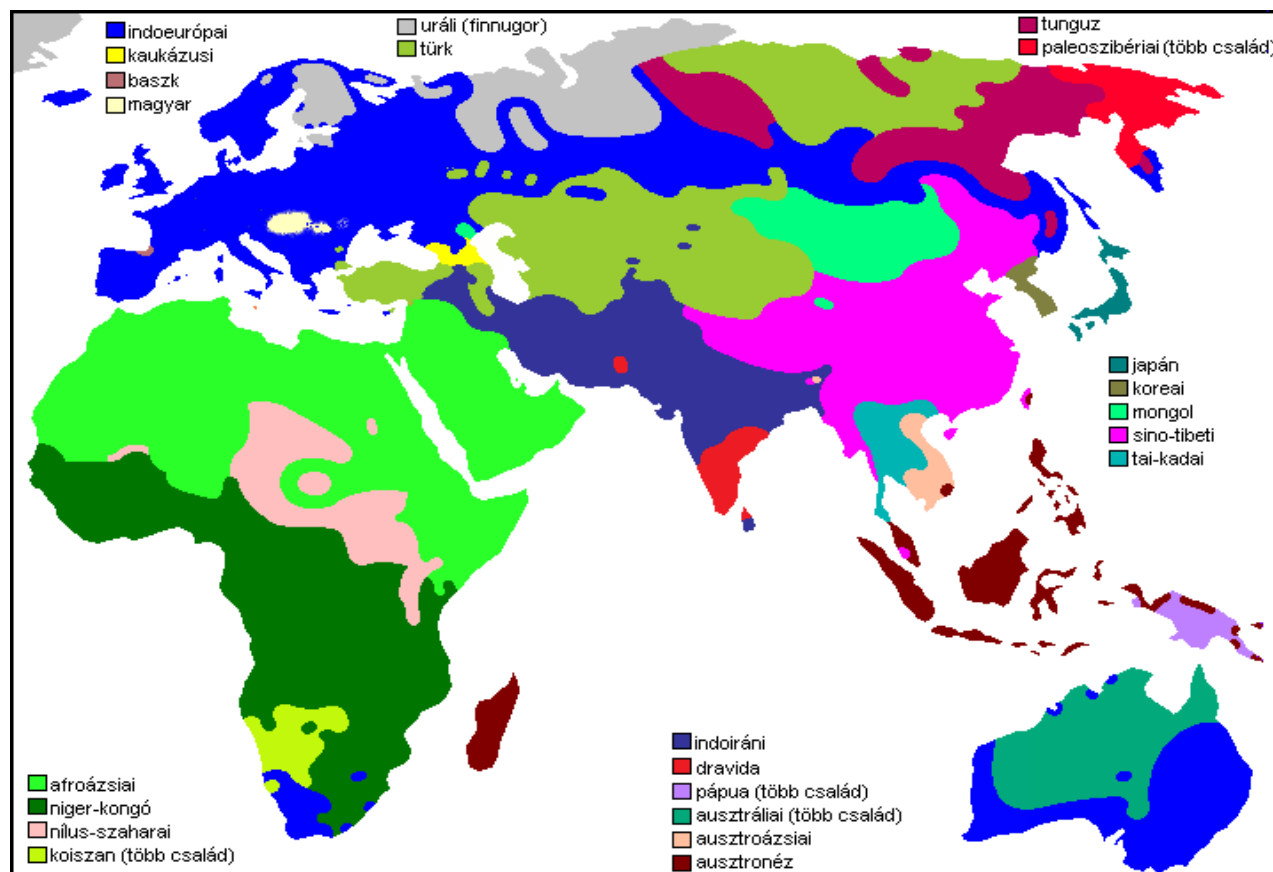 indoeurópai
kaukázusi
baszk
magyar
uráli (finnugor)
türk
tunguz
paleoszibériai (több család)
japán
koreai
mongol
sino-tibeti
tai-kadai
afroázsiai
niger-kongó
nílus-szaharai
koiszan (több család)
indoiráni
dravida
pápua (több család)
ausztráliai (több család)
ausztroázsiai
ausztronéz